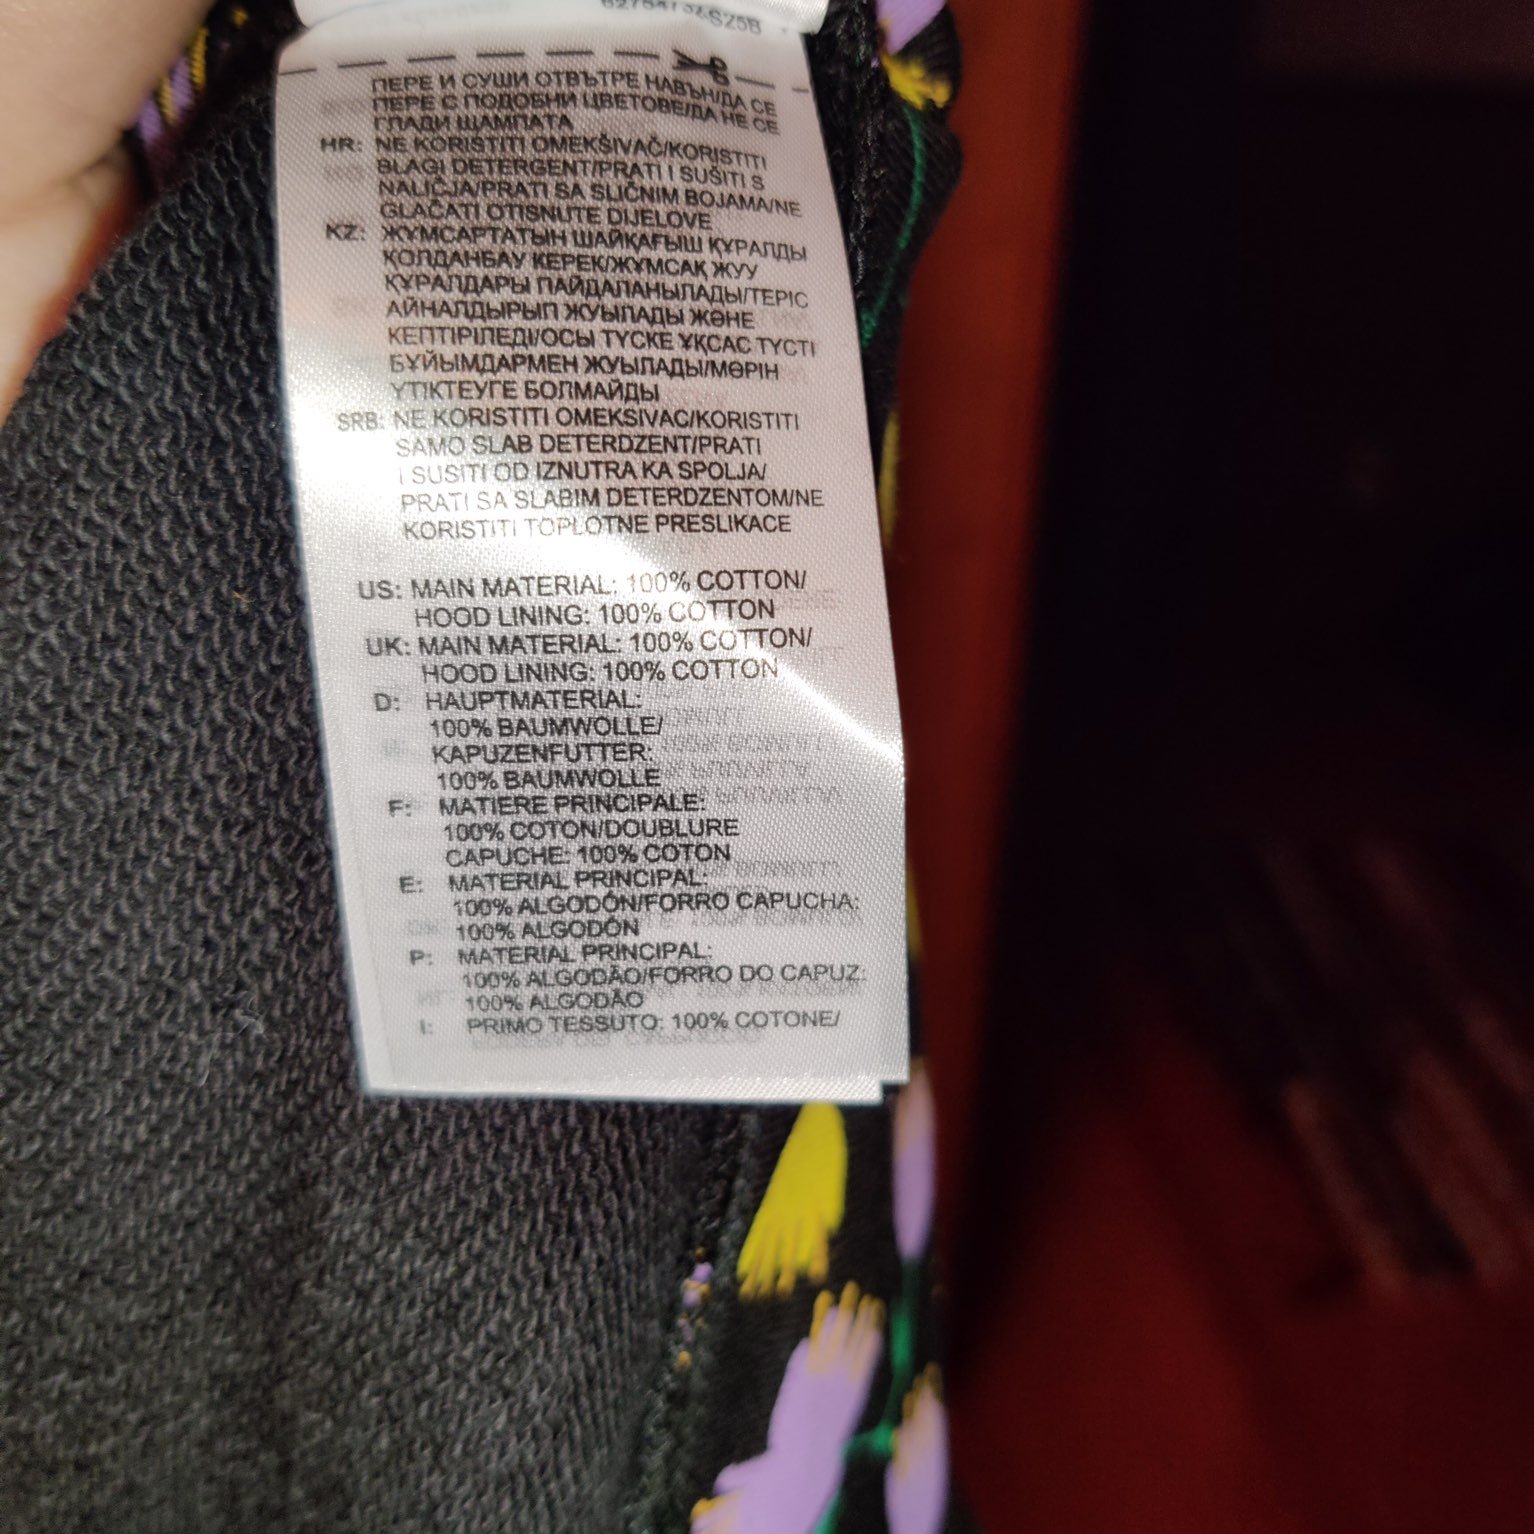 ПЕРЕ И СУШИ ОТВЪТРЕ НАВЪН/ДА СЕ
ПЕРЕ С ПОДОБНИ ЦВЕТОВЕ/ДА НЕ СЕ
ГЛАДИ ЩАМПАТА
HR: NE KORISTITI OMEKŠIVAČ/KORISTITI
BLAGI DETERGENT/PRATI I SUŠITI S
NALIČJA/PRATI SA SLIČNIM BOJAMA/NE
GLAČATI OTISNUTE DIJELOVE
KZ: ЖҰМСАРТАТЫН ШАЙҚАҒЫШ ҚҰРАЛДЫ
ҚОЛДАНБАУ КЕРЕК/ЖҰМСАҚ ЖУУ
ҚҰРАЛДАРЫ ПАЙДАЛАНЫЛАДЫ/ТЕРІС
АЙНАЛДЫРЫП ЖУЫЛАДЫ ЖӘНЕ
КЕПТІРІЛЕДІ/ОСЫ ТҮСКЕ ҰҚСАС ТҮСТІ
БҰЙЫМДАРМЕН ЖУЫЛАДЫ/МӨРІН
ҮТІКТЕУГЕ БОЛМАЙДЫ
SRB: NE KORISTITI OMEKSIVAC/KORISTITI
SAMO SLAB DETERDZENT/PRATI
I SUSITI OD IZNUTRA KA SPOLJA/
PRATI SA SLABIM DETERDZENTOM/NE
KORISTITI TOPLOTNE PRESLIKACE
US: MAIN MATERIAL: 100% COTTON/
HOOD LINING: 100% COTTON
UK: MAIN MATERIAL: 100% COTTON/
HOOD LINING: 100% COTTON
D: HAUPTMATERIAL:
100% BAUMWOLLE/
KAPUZENFUTTER:
100% BAUMWOLLE
F: MATIERE PRINCIPALE:
100% COTON/DOUBLURE
CAPUCHE: 100% COTON
E: MATERIAL PRINCIPAL:
100% ALGODÓN/FORRO CAPUCHA:
100% ALGODÓN
P: MATERIAL PRINCIPAL:
100% ALGODÃO/FORRO DO CAPUZ:
100% ALGODÃO
I: PRIMO TESSUTO: 100% COTONE/